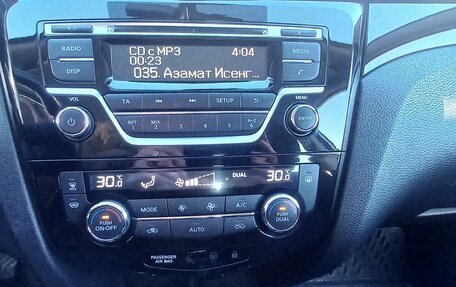 RADIO
CD с MP3
4:04
MEDIA
00:23
DISP
035. Азамат Исенг...
VOL
TA
SETUP
MENU
ENTER
RPT
MIX
1
2
3
4
5
6
A-Z
30.0 °C
DUAL
30.0 °C
MODE
A/C
PUSH
ON·OFF
AUTO
PUSH
DUAL
PASSENGER
AIR BAG